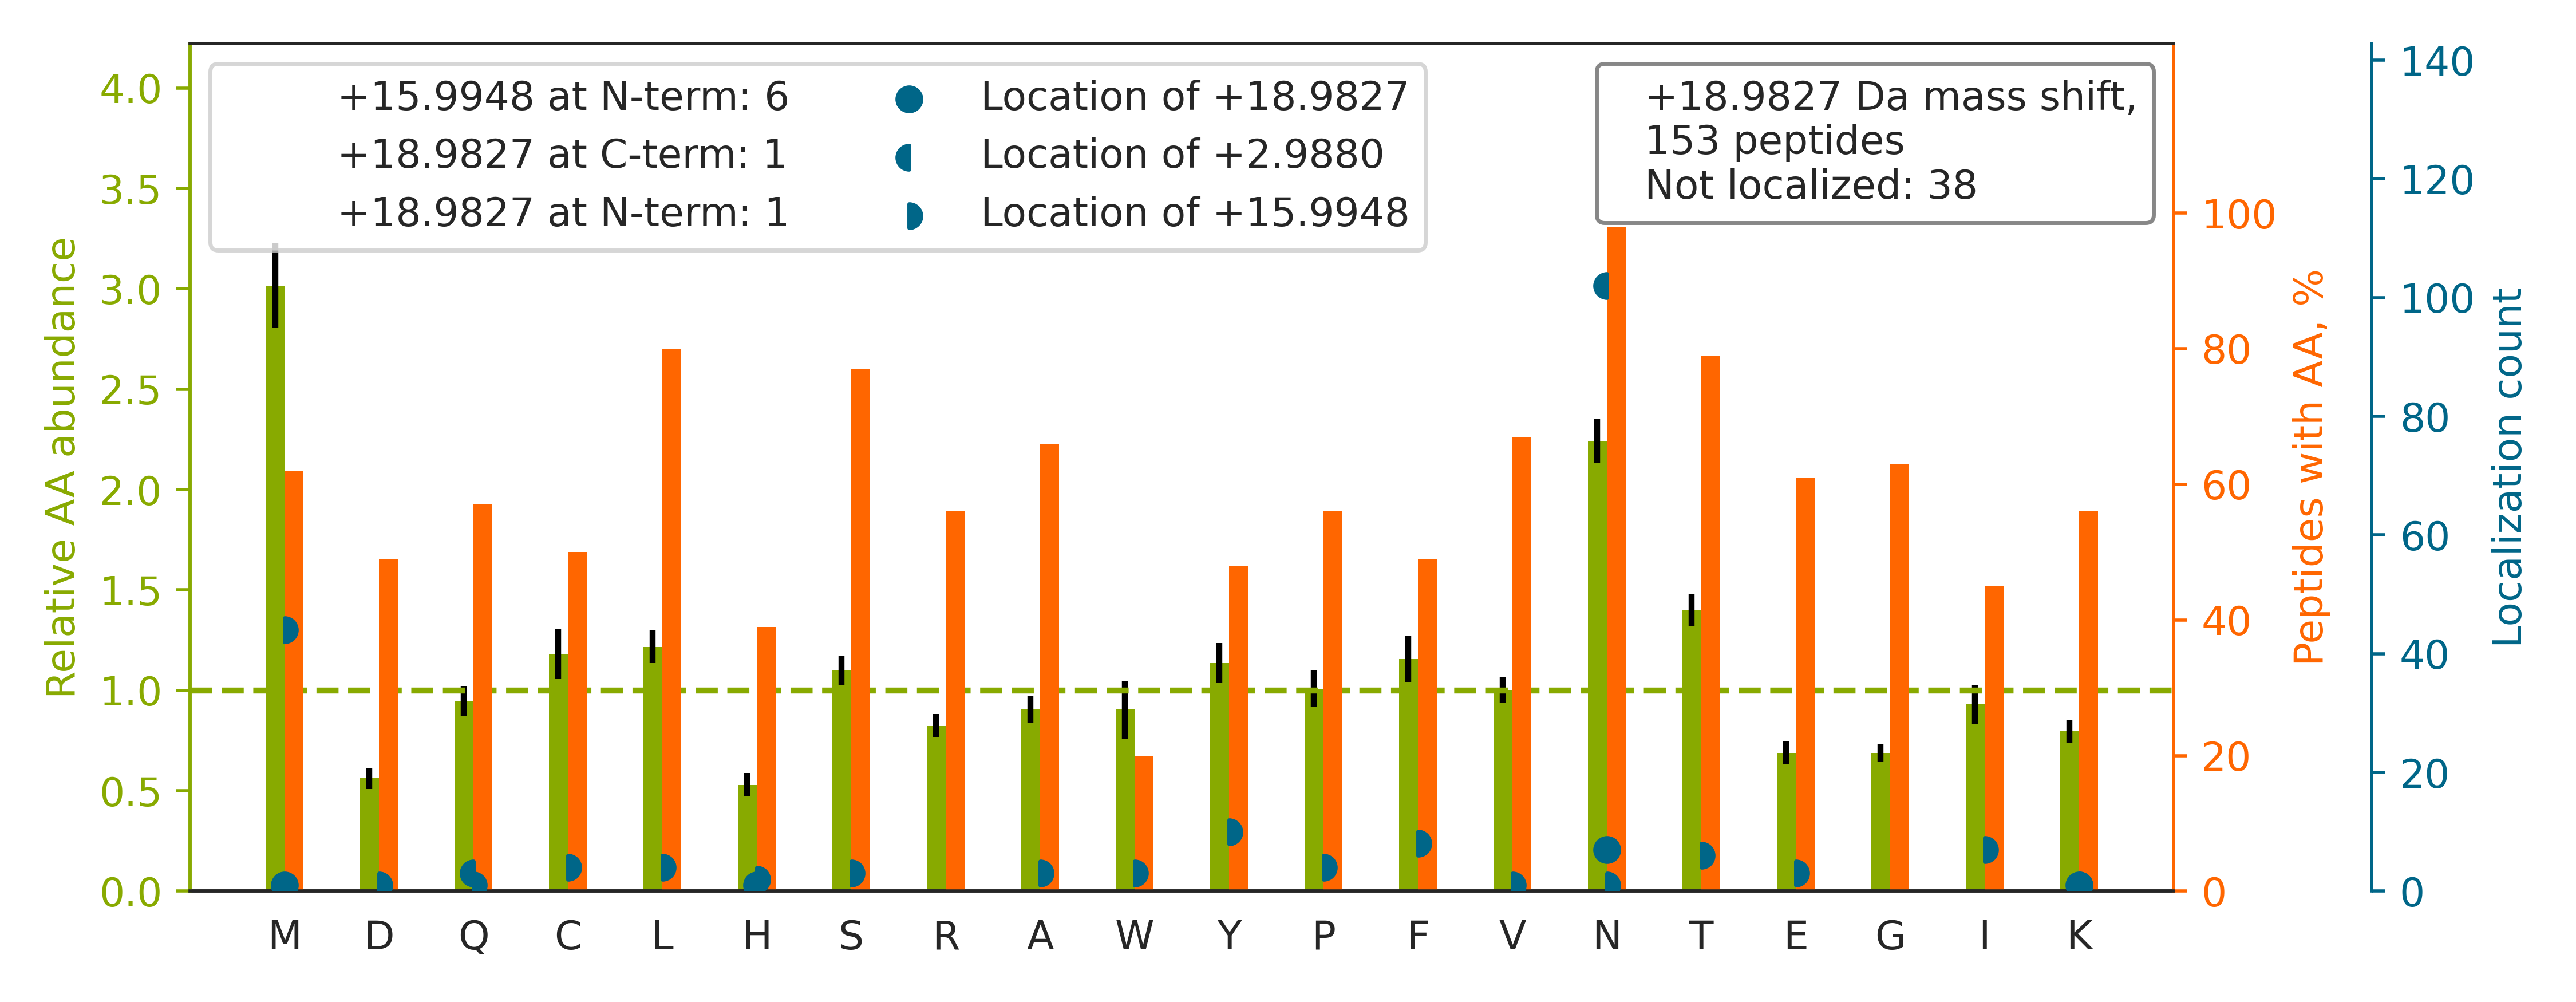 +15.9948 at N-term: 6
+18.9827 at C-term: 1
+18.9827 at N-term: 1
Location of +18.9827
Location of +2.9880
Location of +15.9948
+18.9827 Da mass shift,
153 peptides
Not localized: 38
Relative AA abundance
4.0
3.5
3.0
2.5
2.0
1.5
1.0
0.5
0.0
M D Q C L H S R A W Y P F V N T E G I K
100
80
60
40
20
0
Peptides with AA, %
140
120
100
80
60
40
20
0
Localization count